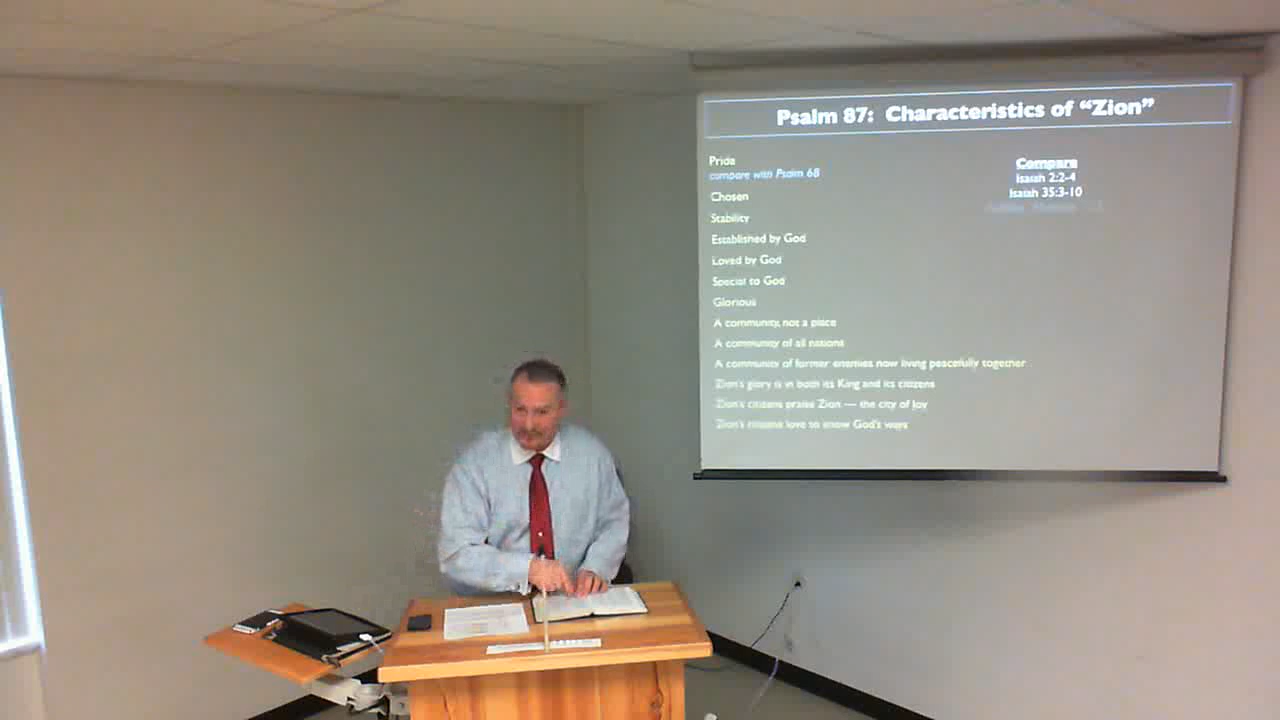 Psalm 87: Characteristics of “Zion”
Pride
compare with Psalm 68
Chosen
Stability
Established by God
Loved by God
Special to God
Glorious
A community, not a place
A community of all nations
A community of former enemies now living peacefully together
Zion's glory is in both its King and its citizens
Zion's citizens praise Zion — the city of Joy
Zion's citizens love to know God's ways
Compare
Isaiah 2:2-4
Isaiah 35:3-10